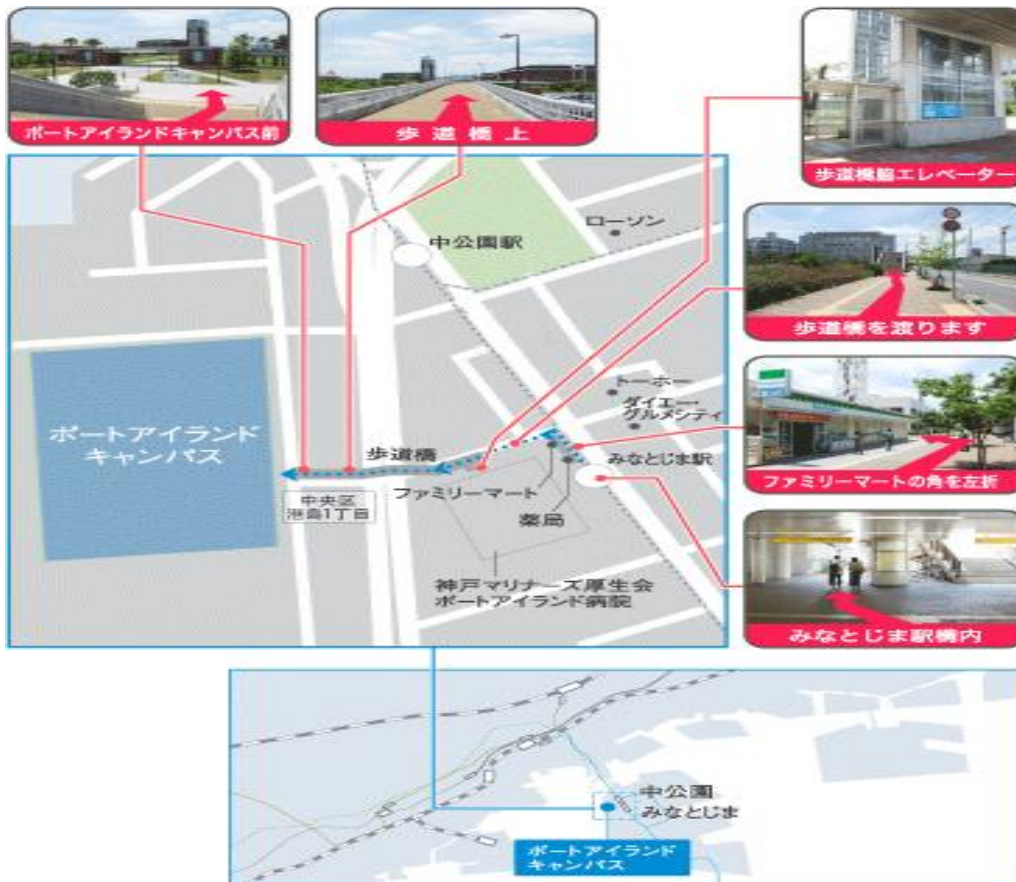 ポートアイランドキャンパス前
歩道橋上
歩道橋脇エレベーター
ローソン
中公園駅
歩道橋を渡ります
トーホー
ダイエー・
グルメシティ
ポートアイランド
キャンパス
歩道橋
みなとじま駅
ファミリーマートの角を左折
ファミリーマート
中央区
港島1丁目
薬局
神戸マリナーズ厚生会
ポートアイランド病院
みなとじま駅構内
中公園
みなとじま
ポートアイランド
キャンパス